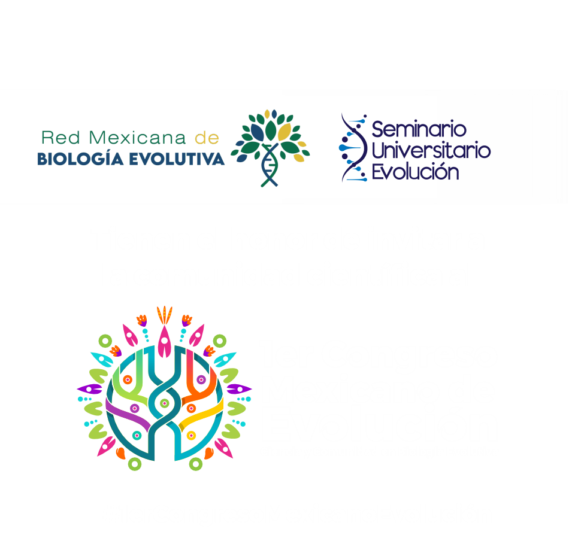 Red Mexicana de
BIOLOGÍA EVOLUTIVA
Seminario
Universitario
Evolución